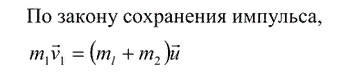 По закону сохранения импульса,
m₁v⃗₁ = (m₁ + m₂)u⃗